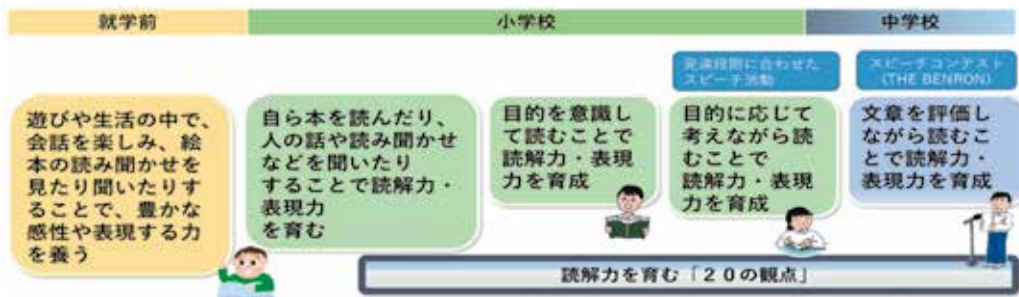 就学前
小学校
中学校
発達段階に合わせた
スピーチ活動
スピーチコンテスト
(THE BENRON)
遊びや生活の中で、
会話を楽しみ、絵
本の読み聞かせを
見たり聞いたりす
ることで、豊かな
感性や表現する力
を養う
自ら本を読んだり、
人の話や読み聞かせ
などを聞いたり
することで読解力・
表現力
を育む
目的を意識し
て読むことで
読解力・表現
力を育成
目的に応じて
考えながら読
むことで
読解力・表現
力を育成
文章を評価し
ながら読むこ
とで読解力・
表現力を育成
読解力を育む「20の観点」